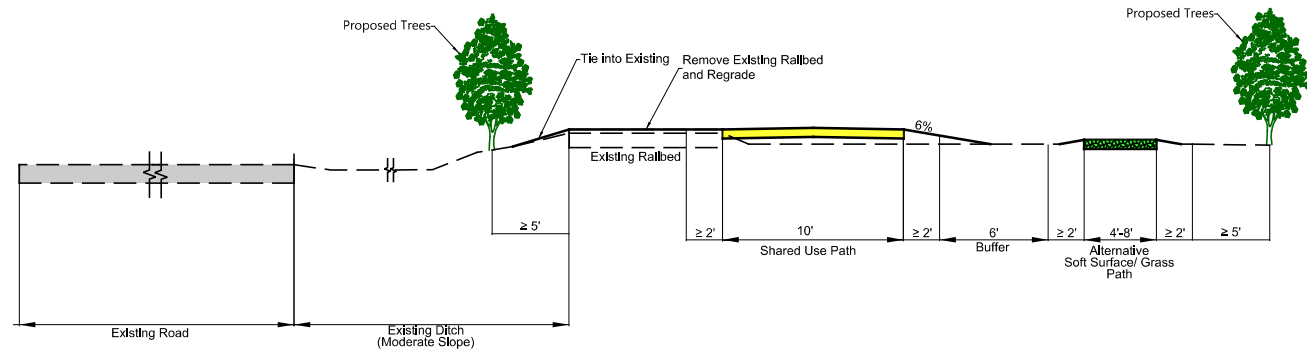 Proposed Trees
Proposed Trees
Tie into Existing
Remove Existing Railbed
and Regrade
6%
Existing Railbed
≥ 5'
≥ 2'
10'
≥ 2'
6'
≥ 2'
4'-8'
≥ 2'
≥ 5'
Shared Use Path
Buffer
Alternative
Soft Surface/ Grass
Path
Existing Road
Existing Ditch
(Moderate Slope)